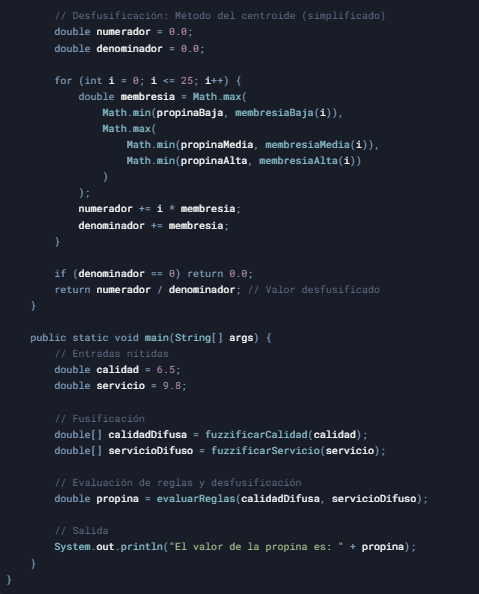 // Desfusificación: Método del centroide (simplificado)
double numerador = 0.0;
double denominador = 0.0;
for (int i = 0; i <= 25; i++) {
double membresia = Math.max(
Math.min(propinaBaja, membresiaBaja(i)),
Math.max(
Math.min(propinaMedia, membresiaMedia(i)),
Math.min(propinaAlta, membresiaAlta(i))
)
);
numerador += i * membresia;
denominador += membresia;
}
if (denominador == 0) return 0.0;
return numerador / denominador; // Valor desfusificado
}
public static void main(String[] args) {
// Entradas nítidas
double calidad = 6.5;
double servicio = 9.8;
// Fusificación
double[] calidadDifusa = fuzzificarCalidad(calidad);
double[] servicioDifuso = fuzzificarServicio(servicio);
// Evaluación de reglas y desfusificación
double propina = evaluarReglas(calidadDifusa, servicioDifuso);
// Salida
System.out.println("El valor de la propina es: " + propina);
}
}